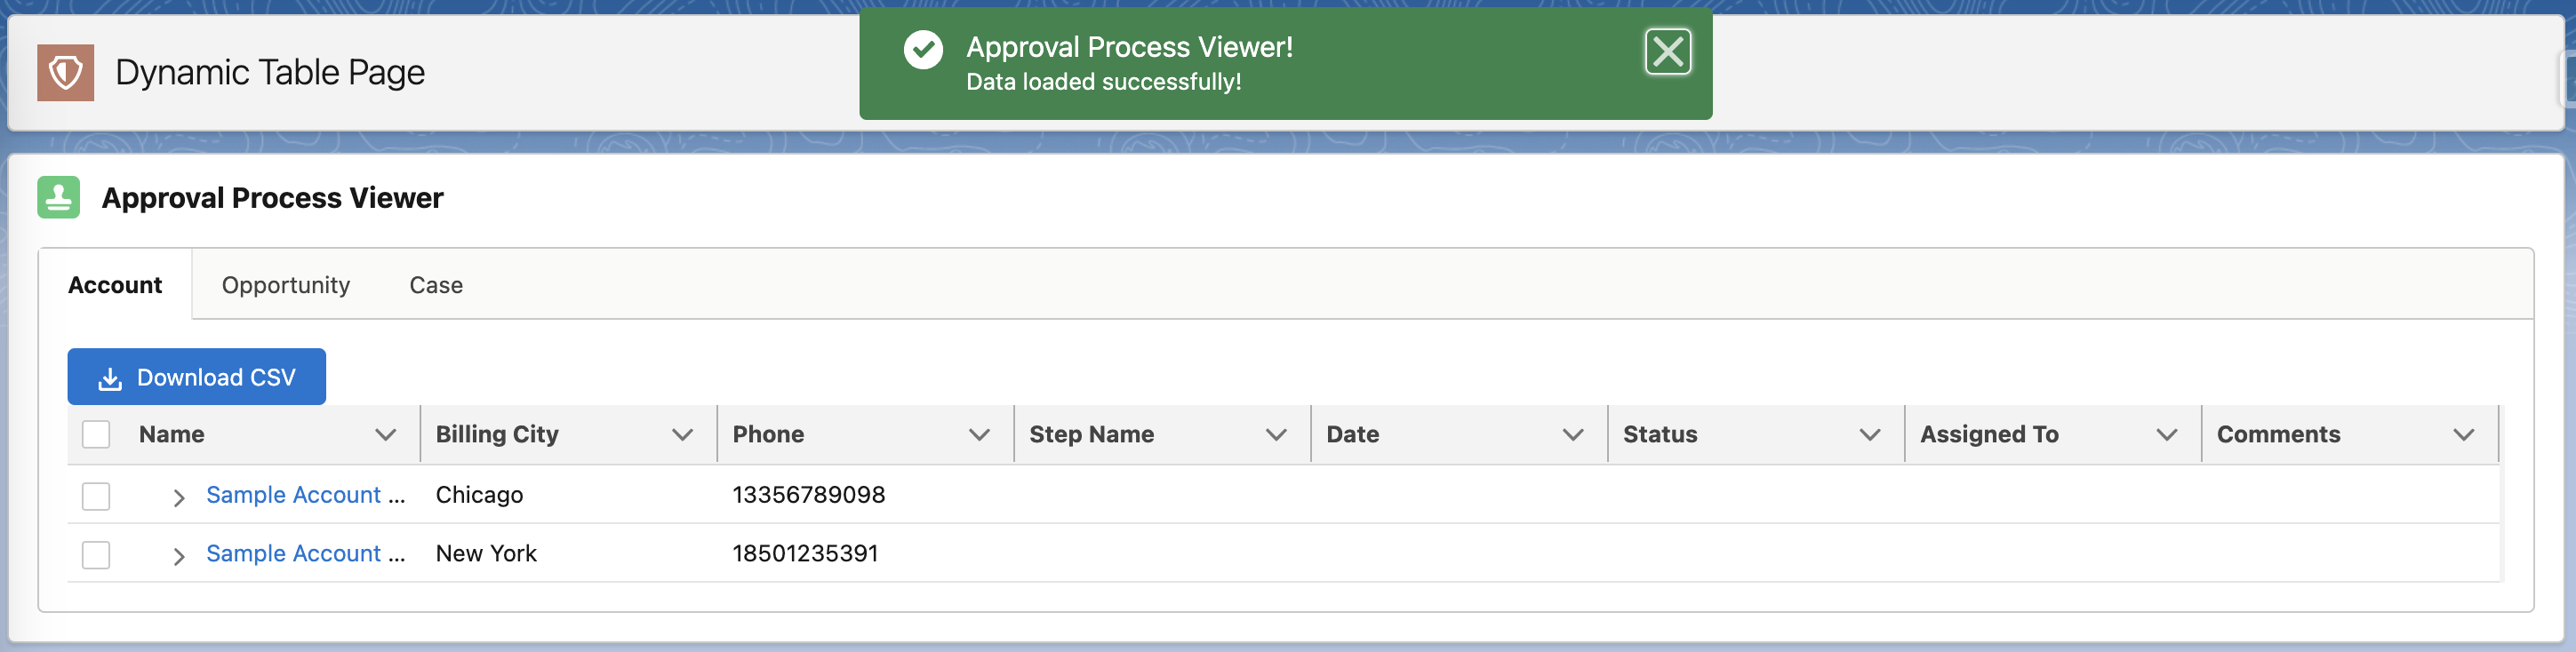 Dynamic Table Page
Approval Process Viewer!
Data loaded successfully!
Approval Process Viewer
Account Opportunity Case
Download CSV
Name Billing City Phone Step Name Date Status Assigned To Comments
Sample Account ... Chicago 13356789098
Sample Account ... New York 18501235391